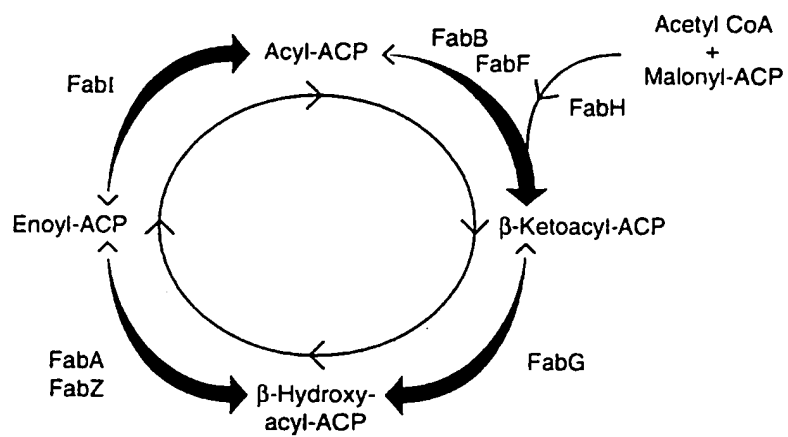 Acyl-ACP
FabB
FabF
Acetyl CoA
+
Malonyl-ACP
FabH
FabI
Enoyl-ACP
β-Ketoacyl-ACP
FabA
FabZ
β-Hydroxy-
acyl-ACP
FabG